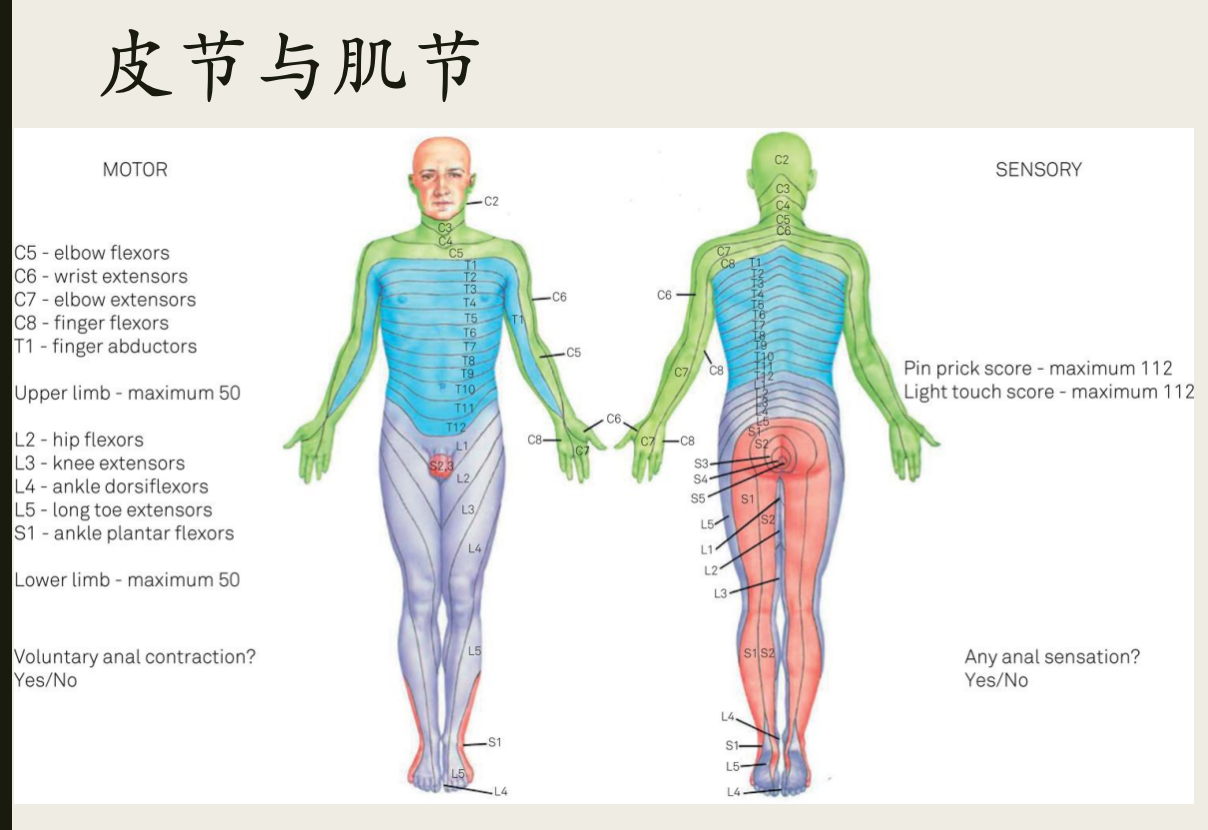 皮节与肌节
MOTOR
SENSORY
C5 - elbow flexors
C6 - wrist extensors
C7 - elbow extensors
C8 - finger flexors
T1 - finger abductors
Upper limb - maximum 50
L2 - hip flexors
L3 - knee extensors
L4 - ankle dorsiflexors
L5 - long toe extensors
S1 - ankle plantar flexors
Lower limb - maximum 50
Voluntary anal contraction?
Yes/No
C2
C3
C4
C5
T1
T2
T3
T4
T5
T6
T7
T8
T9
T10
T11
T12
L1
S2,3
L2
L3
L4
L5
S1
L5
L4
C6
T1
C5
C6
C8
C7
C2
C3
C4
C5
C6
C7
C8
C6
C7
C8
C7
C8
T1
T2
T3
T4
T5
T6
T7
T8
T9
T10
T11
T12
L4
L5
S1
S2
S3
S4
S5
S1
S2
L5
L1
L2
L3
S1
S2
L4
S1
L5
L4
Pin prick score - maximum 112
Light touch score - maximum 112
Any anal sensation?
Yes/No